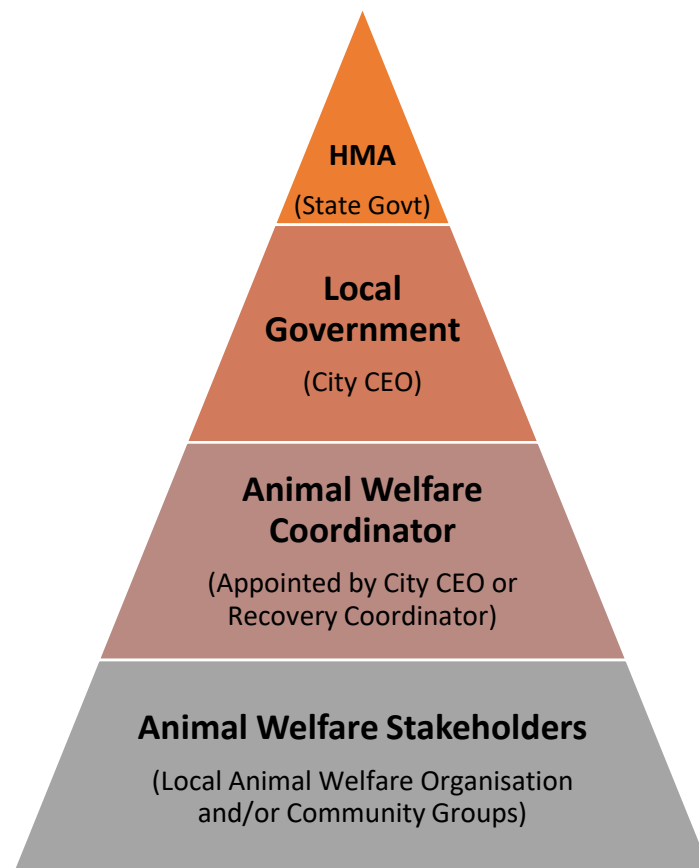 HMA
(State Govt)
Local
Government
(City CEO)
Animal Welfare
Coordinator
(Appointed by City CEO or
Recovery Coordinator)
Animal Welfare Stakeholders
(Local Animal Welfare Organisation
and/or Community Groups)